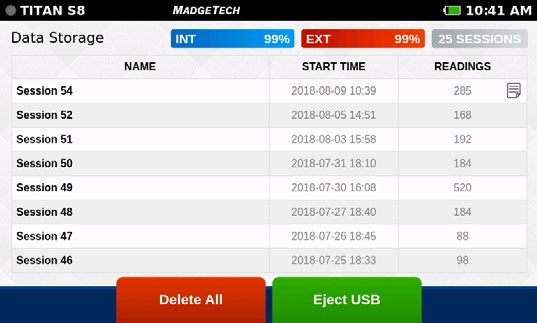 TITAN S8 MADGETECH 10:41 AM
Data Storage INT 99% EXT 99% 25 SESSIONS
NAME START TIME READINGS
Session 54 2018-08-09 10:39 285
Session 52 2018-08-05 14:51 168
Session 51 2018-08-03 15:58 192
Session 50 2018-07-31 18:10 184
Session 49 2018-07-30 16:08 520
Session 48 2018-07-27 18:40 184
Session 47 2018-07-26 18:45 88
Session 46 2018-07-25 18:33 98
Delete All Eject USB